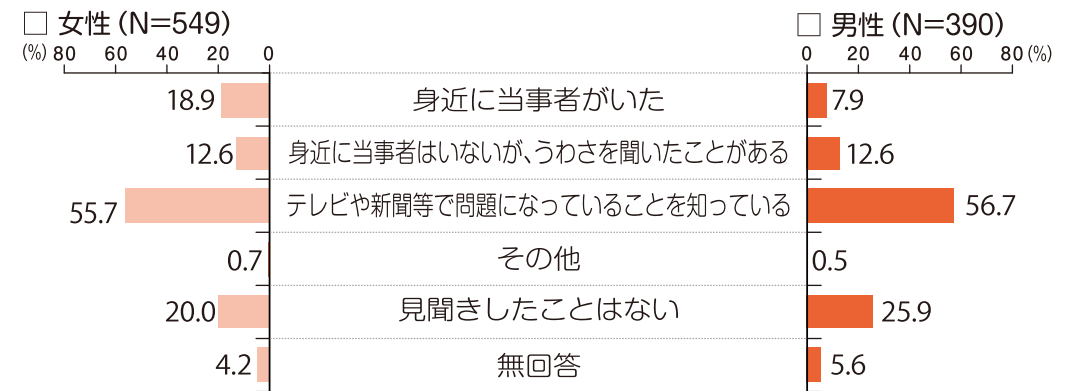 □ 女性（N=549） □ 男性（N=390）
(%) 80 60 40 20 0 0 20 40 60 80 (%)
18.9 身近に当事者がいた 7.9
12.6 身近に当事者はいないが、うわさを聞いたことがある 12.6
55.7 テレビや新聞等で問題になっていることを知っている 56.7
0.7 その他 0.5
20.0 見聞きしたことはない 25.9
4.2 無回答 5.6